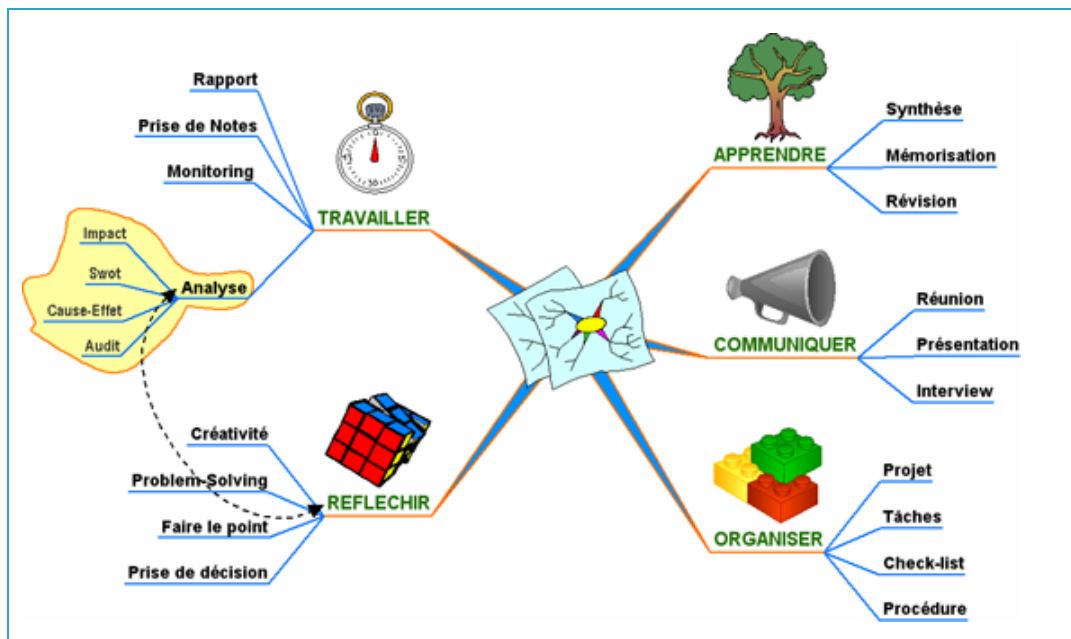 Rapport
Prise de Notes
Monitoring
TRAVAILLER
Impact
Swot
Analyse
Cause-Effet
Audit
Créativité
Problem-Solving
REFLECHIR
Faire le point
Prise de décision
APPRENDRE
Synthèse
Mémorisation
Révision
COMMUNIQUER
Réunion
Présentation
Interview
ORGANISER
Projet
Tâches
Check-list
Procédure